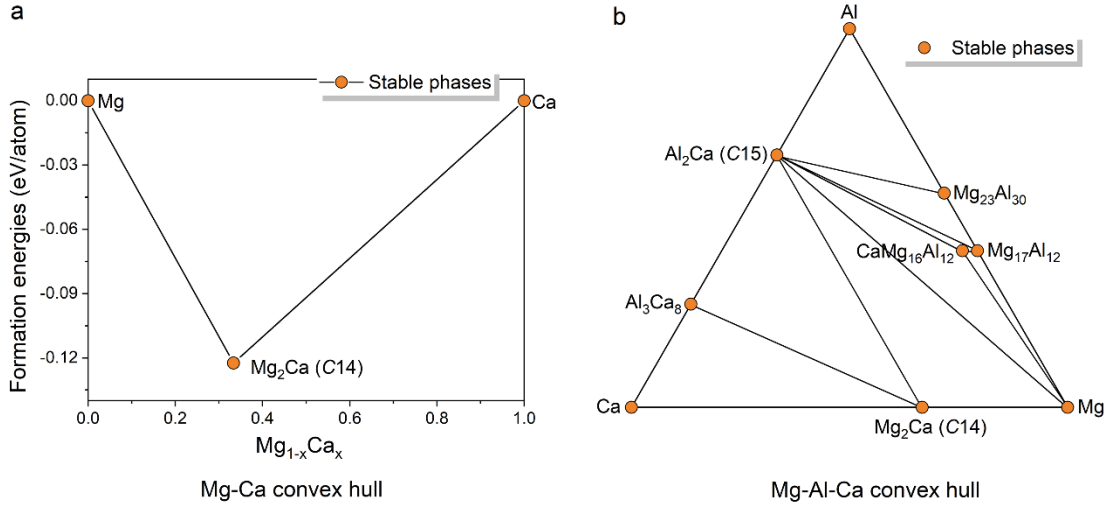 a
Stable phases
Formation energies (eV/atom)
0.00
-0.03
-0.06
-0.09
-0.12
Mg
Ca
Mg₂Ca (C14)
0.0 0.2 0.4 0.6 0.8 1.0
Mg₁₋ₓCaₓ
Mg-Ca convex hull
b
Al
Stable phases
Al₂Ca (C15)
Mg₂₃Al₃₀
CaMg₁₆Al₁₂ Mg₁₇Al₁₂
Al₃Ca₈
Ca Mg
Mg₂Ca (C14)
Mg-Al-Ca convex hull